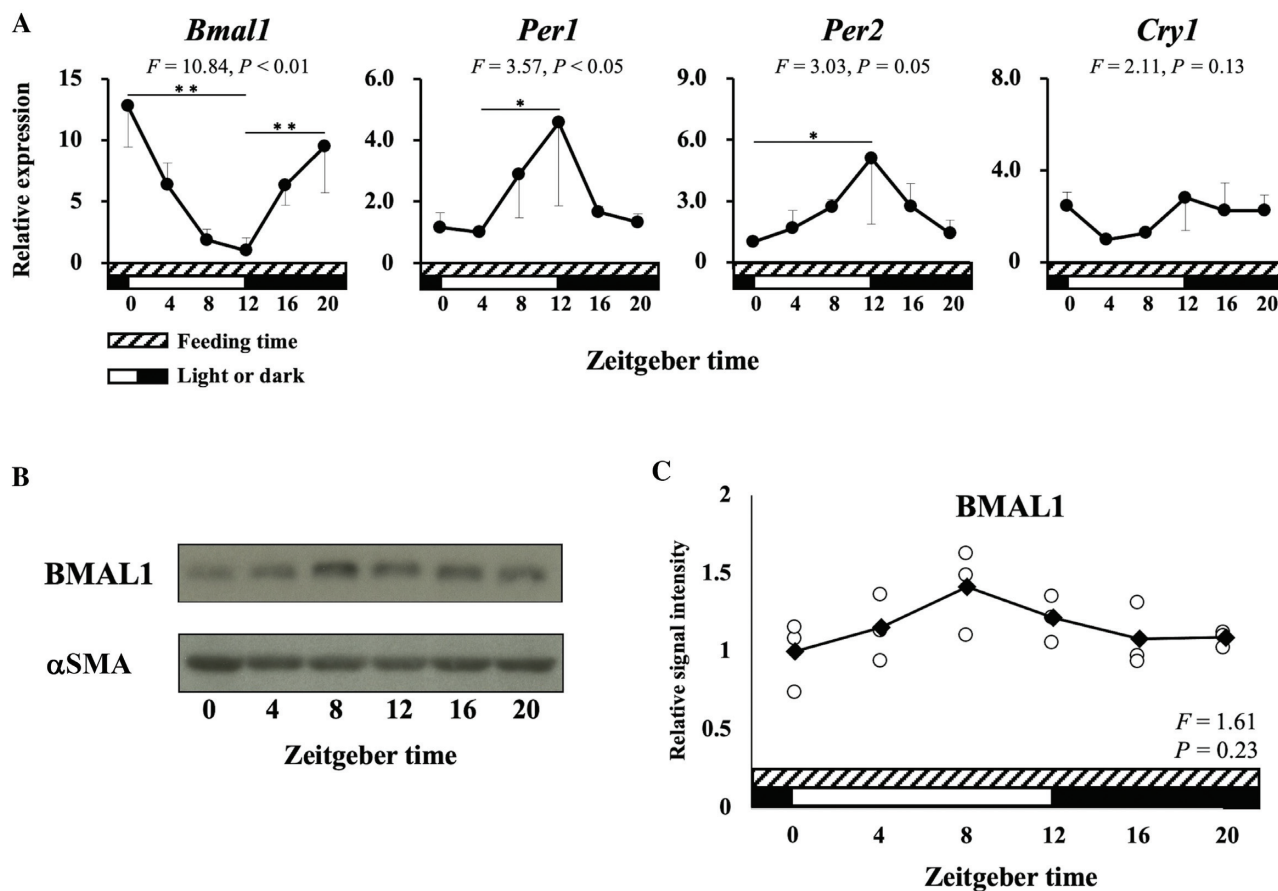 A
Bmal1
Per1
Per2
Cry1
F = 10.84, P < 0.01
F = 3.57, P < 0.05
F = 3.03, P = 0.05
F = 2.11, P = 0.13
Relative expression
15
10
5
0
**
**
6.0
4.0
2.0
0
*
9.0
6.0
3.0
0
*
8.0
4.0
0
0 4 8 12 16 20
0 4 8 12 16 20
0 4 8 12 16 20
0 4 8 12 16 20
Feeding time
Light or dark
Zeitgeber time
B
BMAL1
αSMA
0 4 8 12 16 20
Zeitgeber time
C
BMAL1
Relative signal intensity
2
1.5
1
0.5
0
F = 1.61
P = 0.23
0 4 8 12 16 20
Zeitgeber time